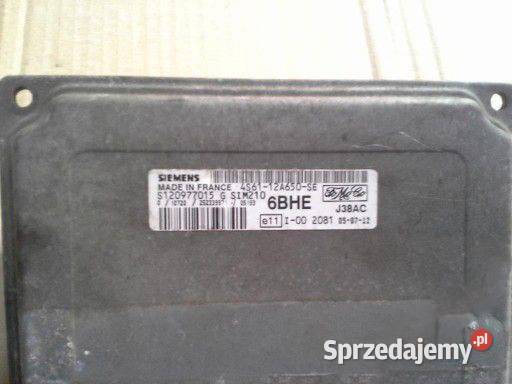 SIEMENS
MADE IN FRANCE 4S61-12A650-SE
S120977015 G SIM210
6BHE
J38AC
e11 I-00 2081 05-07-12
Sprzedajemy.pl